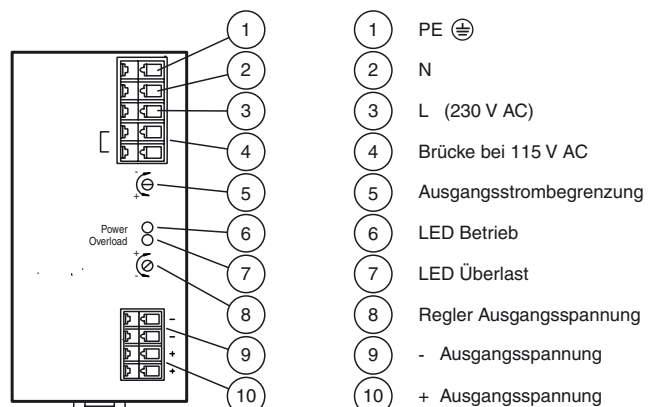 1
2
3
4
5
6
7
8
9
10
-
+
Power
Overload
+
-
-
-
+
+
1 PE
2 N
3 L (230 V AC)
4 Brücke bei 115 V AC
5 Ausgangsstrombegrenzung
6 LED Betrieb
7 LED Überlast
8 Regler Ausgangsspannung
9 - Ausgangsspannung
10 + Ausgangsspannung